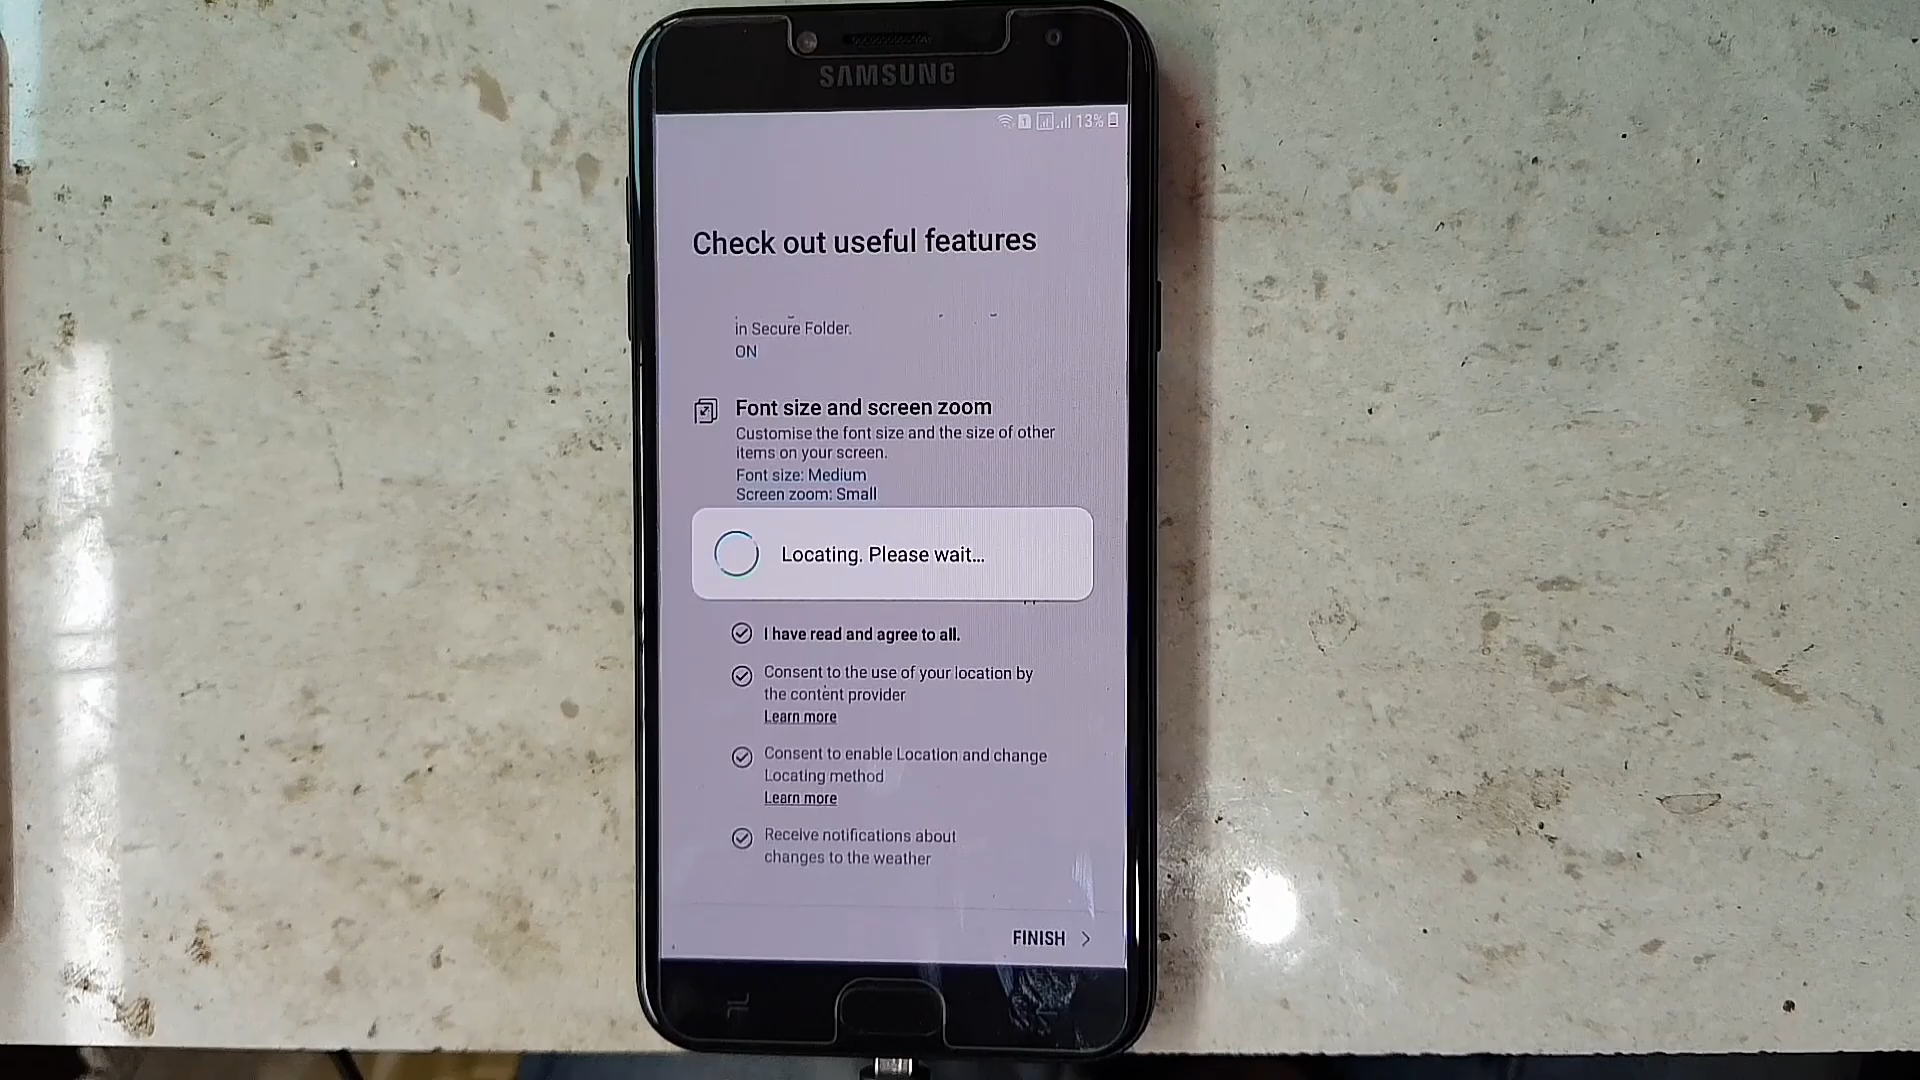 SAMSUNG
1 13%
Check out useful features
in Secure Folder.
ON
Font size and screen zoom
Customise the font size and the size of other
items on your screen.
Font size: Medium
Screen zoom: Small
Locating. Please wait...
I have read and agree to all.
Consent to the use of your location by
the content provider
Learn more
Consent to enable Location and change
Locating method
Learn more
Receive notifications about
changes to the weather
FINISH